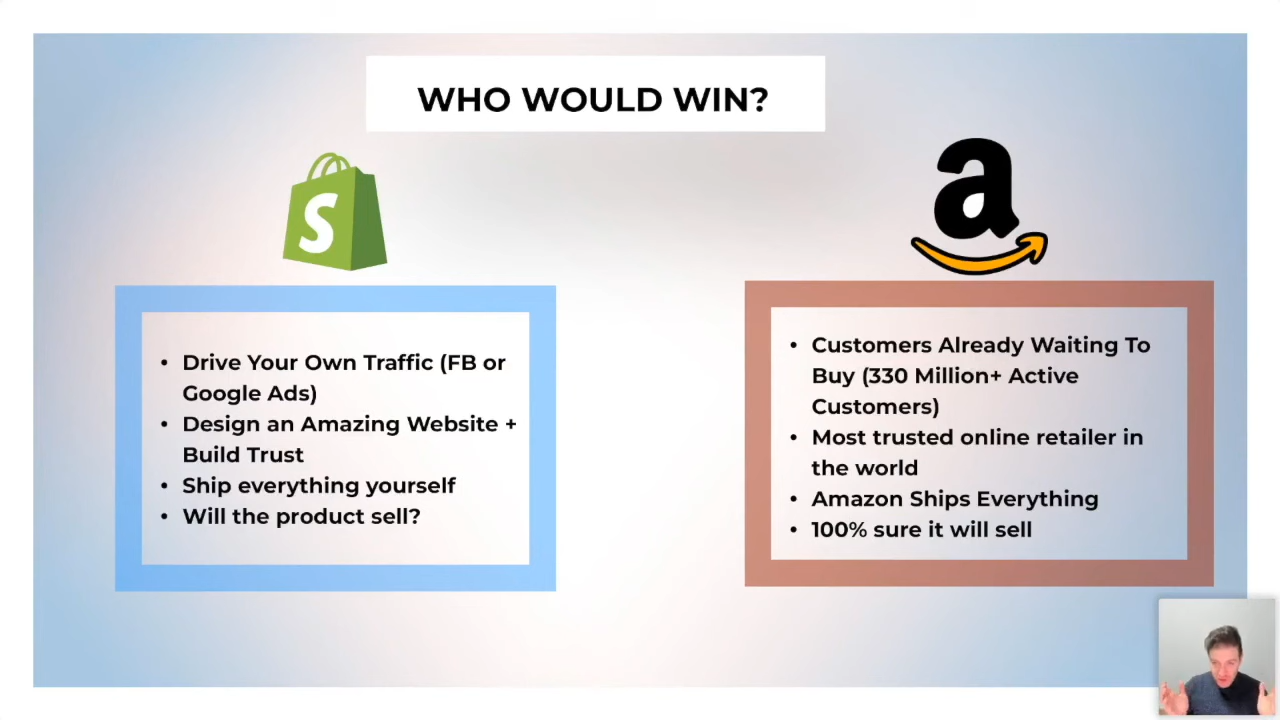 WHO WOULD WIN?
S
a
• Drive Your Own Traffic (FB or
Google Ads)
• Design an Amazing Website +
Build Trust
• Ship everything yourself
• Will the product sell?
• Customers Already Waiting To
Buy (330 Million+ Active
Customers)
• Most trusted online retailer in
the world
• Amazon Ships Everything
• 100% sure it will sell